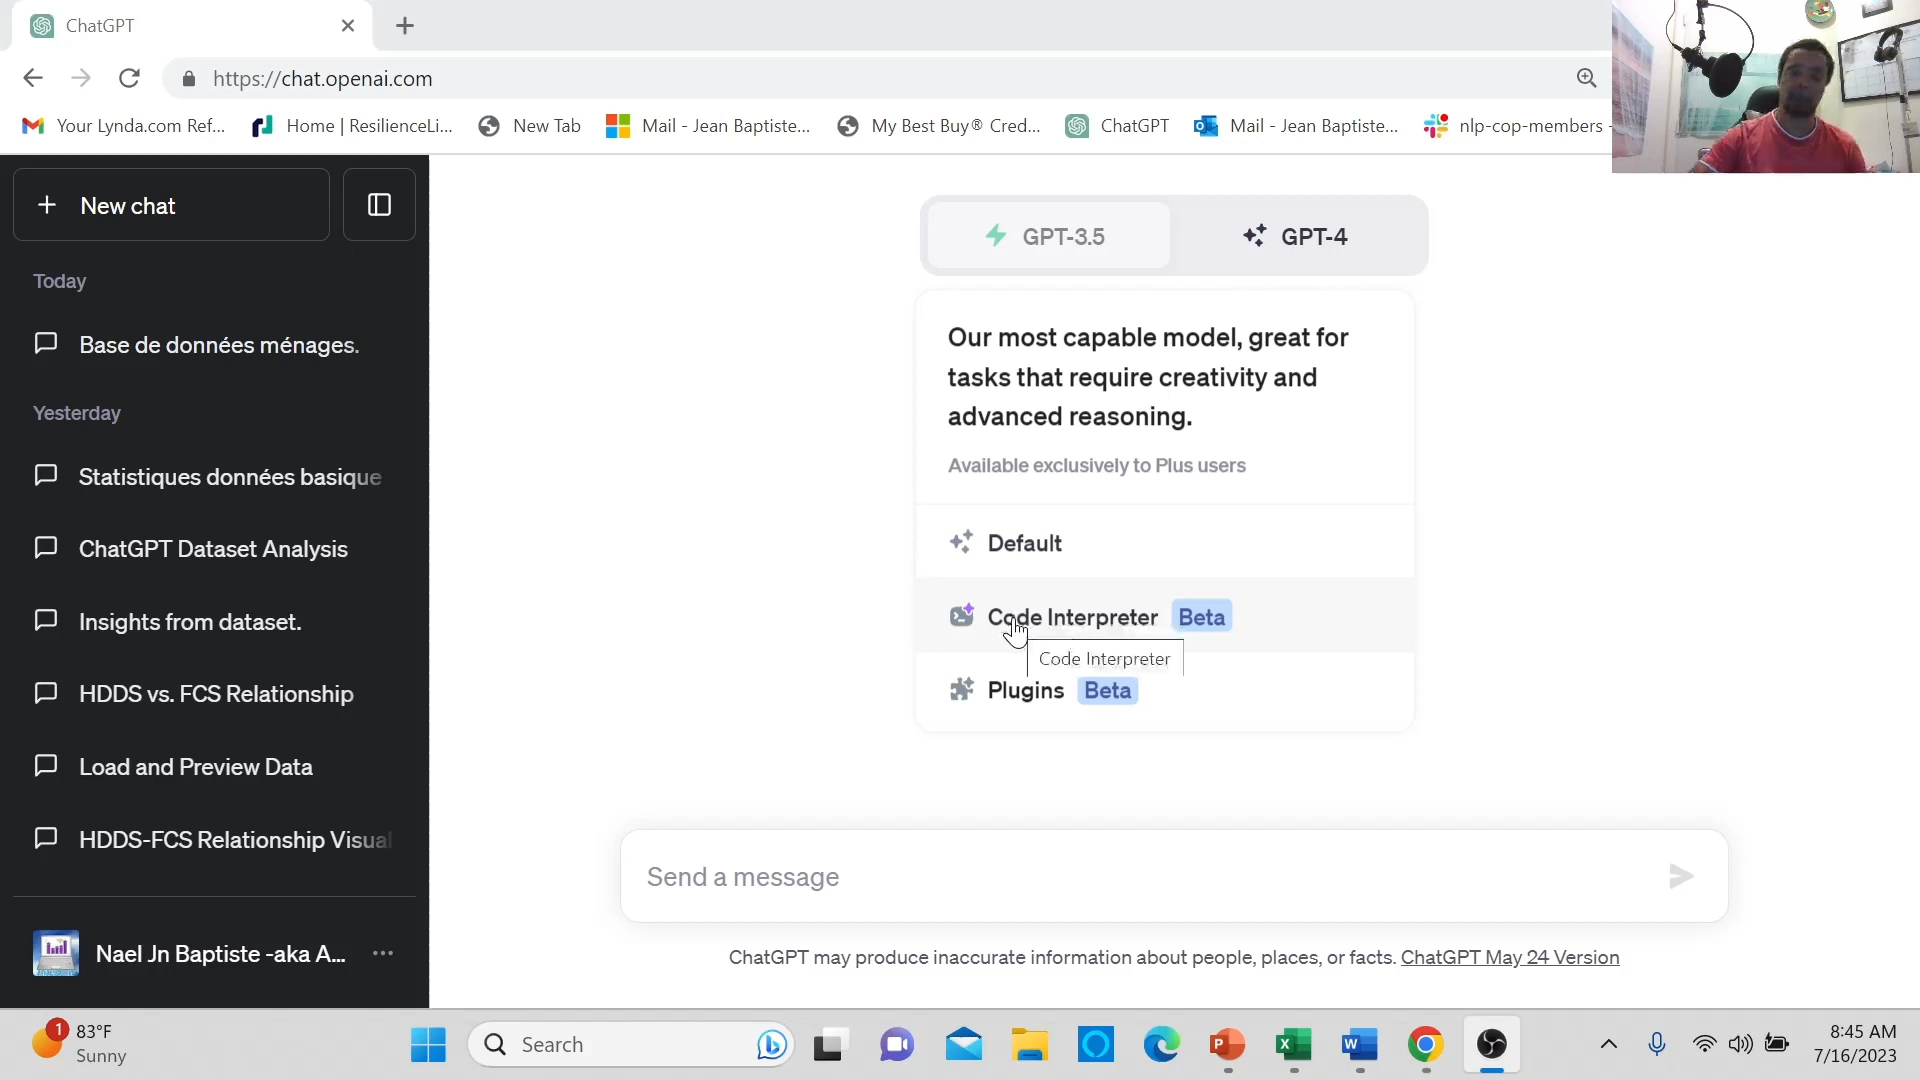 ChatGPT
https://chat.openai.com
Your Lynda.com Ref...
Home | ResilienceLi...
New Tab
Mail - Jean Baptiste...
My Best Buy® Cred...
ChatGPT
Mail - Jean Baptiste...
nlp-cop-members -
New chat
Today
Base de données ménages.
Yesterday
Statistiques données basique
ChatGPT Dataset Analysis
Insights from dataset.
HDDS vs. FCS Relationship
Load and Preview Data
HDDS-FCS Relationship Visual
Nael Jn Baptiste -aka A...
GPT-3.5
GPT-4
Our most capable model, great for
tasks that require creativity and
advanced reasoning.
Available exclusively to Plus users
Default
Code Interpreter Beta
Code Interpreter
Plugins Beta
Send a message
ChatGPT may produce inaccurate information about people, places, or facts. ChatGPT May 24 Version
1
83°F
Sunny
Search
8:45 AM
7/16/2023